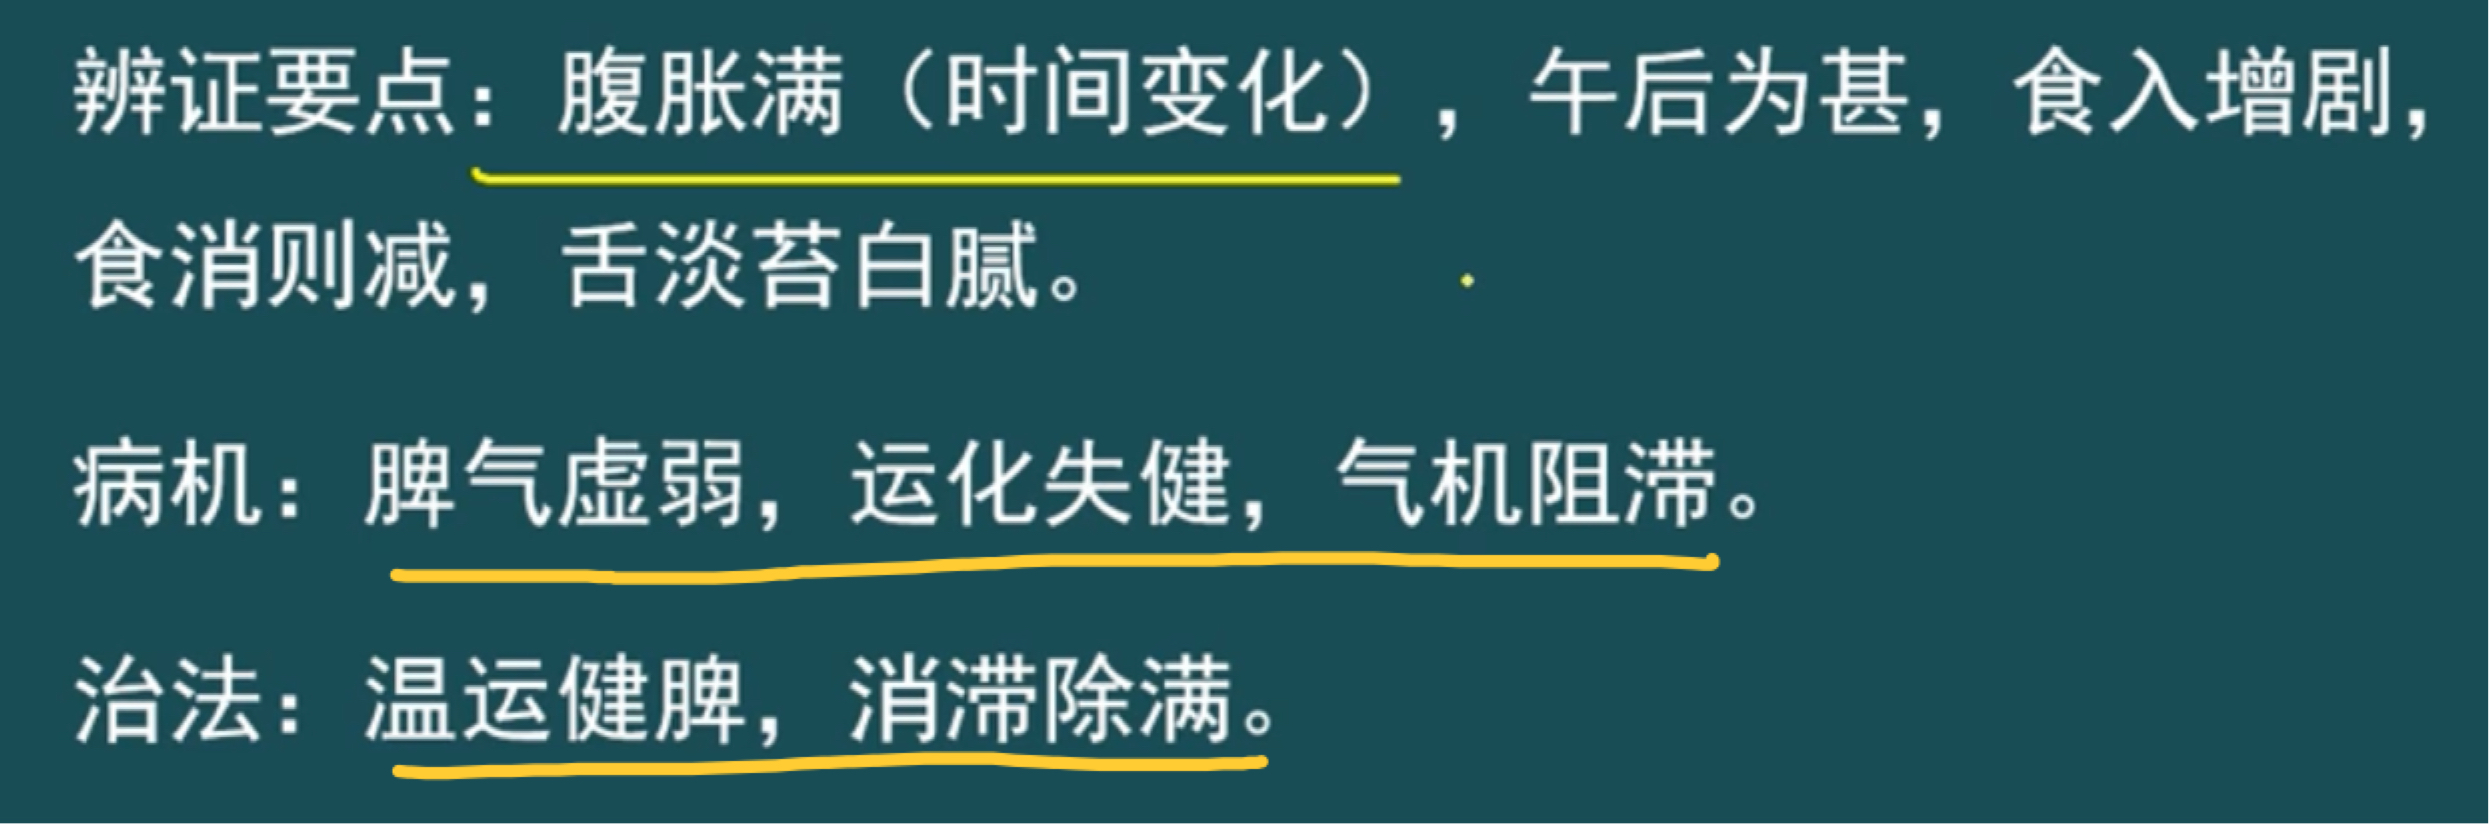 辨证要点：腹胀满（时间变化），午后为甚，食入增剧，
食消则减，舌淡苔白腻。
病机：脾气虚弱，运化失健，气机阻滞。
治法：温运健脾，消滞除满。